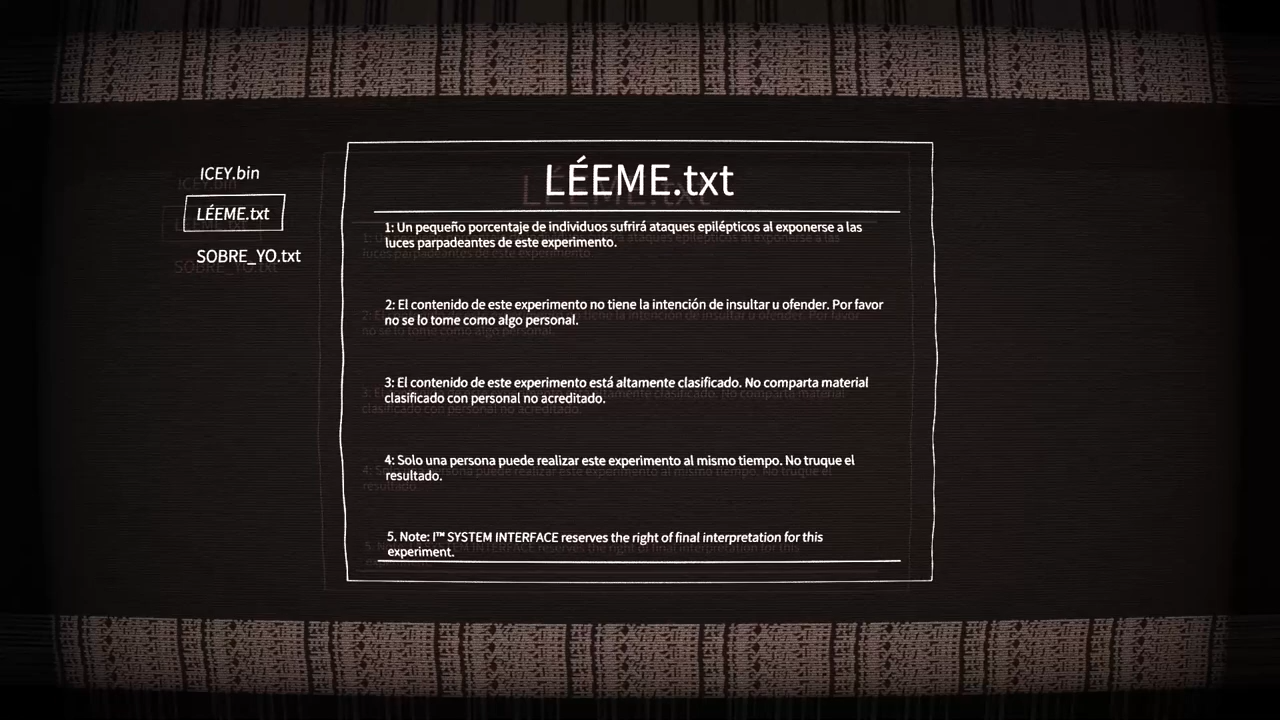 ICEY.bin
LÉEME.txt
SOBRE_YO.txt
LÉEME.txt
1: Un pequeño porcentaje de individuos sufrirá ataques epilépticos al exponerse a las
luces parpadeantes de este experimento.
2: El contenido de este experimento no tiene la intención de insultar u ofender. Por favor
no se lo tome como algo personal.
3: El contenido de este experimento está altamente clasificado. No comparta material
clasificado con personal no acreditado.
4: Solo una persona puede realizar este experimento al mismo tiempo. No truque el
resultado.
5. Note: I™ SYSTEM INTERFACE reserves the right of final interpretation for this
experiment.